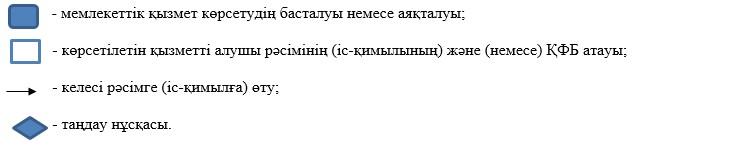 - мемлекеттік қызмет көрсетудің басталуы немесе аяқталуы;
- көрсетілетін қызметті алушы рәсімінің (іс-қимылының) және (немесе) ҚФБ атауы;
- келесі рәсімге (іс-қимылға) өту;
- таңдау нұсқасы.